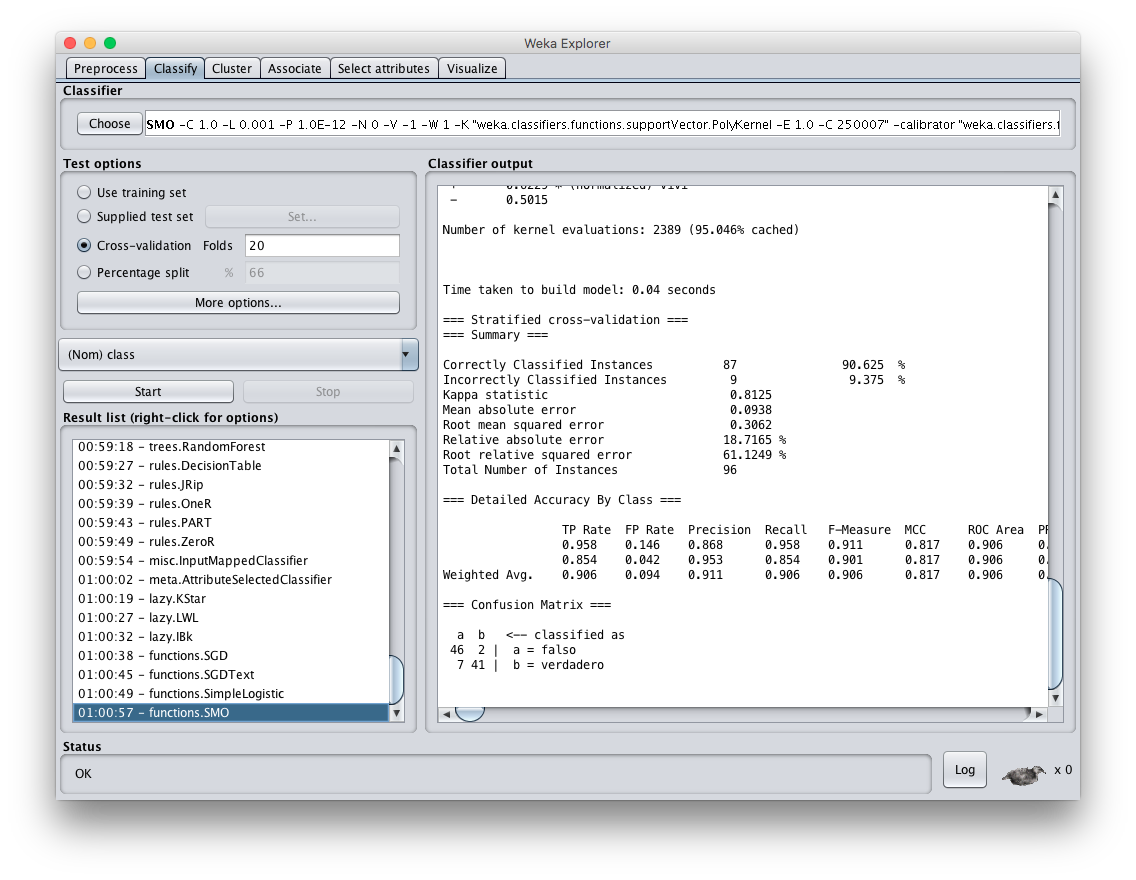 Weka Explorer
Preprocess Classify Cluster Associate Select attributes Visualize
Classifier
Choose SMO -C 1.0 -L 0.001 -P 1.0E-12 -N 0 -V -1 -W 1 -K "weka.classifiers.functions.supportVector.PolyKernel -E 1.0 -C 250007" -calibrator "weka.classifiers.
Test options
Use training set
Supplied test set Set...
Cross-validation Folds 20
Percentage split % 66
More options...
(Nom) class
Start Stop
Result list (right-click for options)
00:59:18 - trees.RandomForest
00:59:27 - rules.DecisionTable
00:59:32 - rules.JRip
00:59:39 - rules.OneR
00:59:43 - rules.PART
00:59:49 - rules.ZeroR
00:59:54 - misc.InputMappedClassifier
01:00:02 - meta.AttributeSelectedClassifier
01:00:19 - lazy.KStar
01:00:27 - lazy.LWL
01:00:32 - lazy.IBk
01:00:38 - functions.SGD
01:00:45 - functions.SGDText
01:00:49 - functions.SimpleLogistic
01:00:57 - functions.SMO
Classifier output
- 0.5015
Number of kernel evaluations: 2389 (95.046% cached)
Time taken to build model: 0.04 seconds
=== Stratified cross-validation ===
=== Summary ===
Correctly Classified Instances 87 90.625 %
Incorrectly Classified Instances 9 9.375 %
Kappa statistic 0.8125
Mean absolute error 0.0938
Root mean squared error 0.3062
Relative absolute error 18.7165 %
Root relative squared error 61.1249 %
Total Number of Instances 96
=== Detailed Accuracy By Class ===
TP Rate FP Rate Precision Recall F-Measure MCC ROC Area
0.958 0.146 0.868 0.958 0.911 0.817 0.906 0.
0.854 0.042 0.953 0.854 0.901 0.817 0.906 0.
Weighted Avg. 0.906 0.094 0.911 0.906 0.906 0.817 0.906 0.
=== Confusion Matrix ===
a b <-- classified as
46 2 | a = falso
7 41 | b = verdadero
Status
OK
Log
x 0